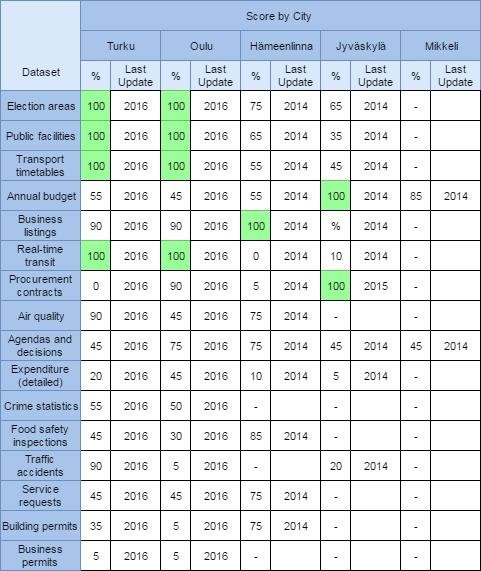 Score by City
Dataset Turku Oulu Hämeenlinna Jyväskylä Mikkeli
% Last Update % Last Update % Last Update % Last Update % Last Update
Election areas 100 2016 100 2016 75 2014 65 2014 -
Public facilities 100 2016 100 2016 65 2014 35 2014 -
Transport timetables 100 2016 100 2016 55 2014 45 2014 -
Annual budget 55 2016 45 2016 55 2014 100 2014 85 2014
Business listings 90 2016 90 2016 100 2014 % 2014 -
Real-time transit 100 2016 100 2016 0 2014 10 2014 -
Procurement contracts 0 2016 90 2016 5 2014 100 2015 -
Air quality 90 2016 45 2016 75 2014 - -
Agendas and decisions 45 2016 75 2016 75 2014 45 2014 45 2014
Expenditure (detailed) 20 2016 45 2016 10 2014 5 2014 -
Crime statistics 55 2016 50 2016 - - -
Food safety inspections 45 2016 30 2016 85 2014 - -
Traffic accidents 90 2016 5 2016 - 20 2014 -
Service requests 45 2016 45 2016 75 2014 - -
Building permits 35 2016 5 2016 75 2014 - -
Business permits 5 2016 5 2016 - - -